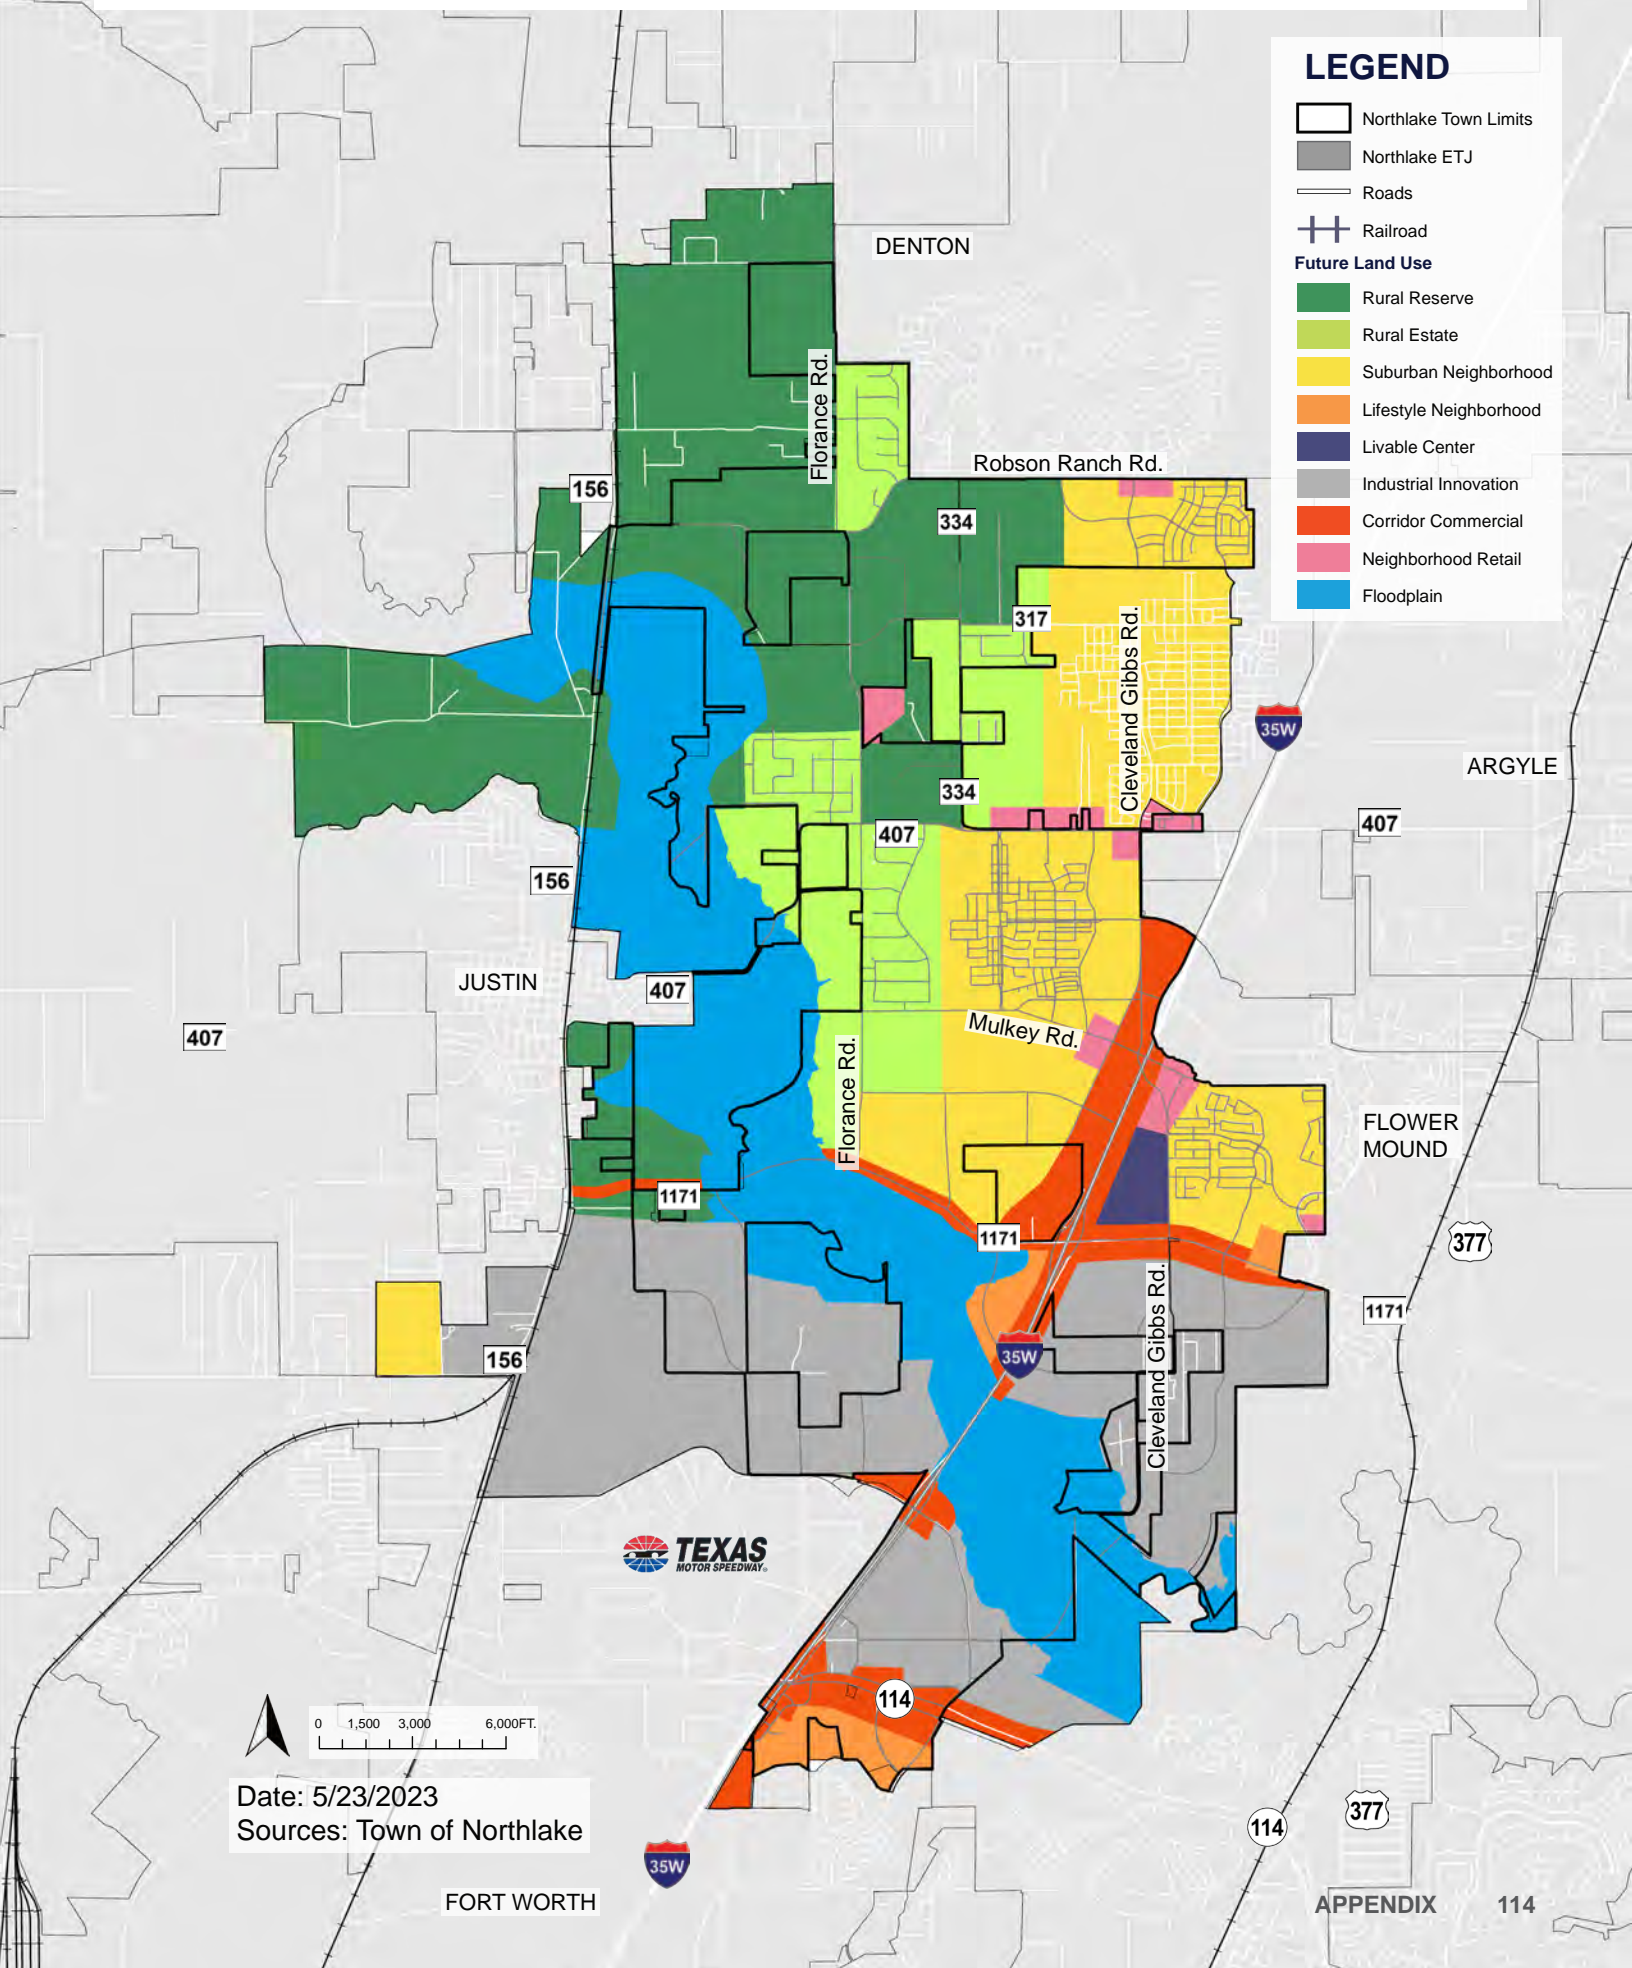 LEGEND
Northlake Town Limits
Northlake ETJ
Roads
Railroad
Future Land Use
Rural Reserve
Rural Estate
Suburban Neighborhood
Lifestyle Neighborhood
Livable Center
Industrial Innovation
Corridor Commercial
Neighborhood Retail
Floodplain
DENTON
Florance Rd.
Robson Ranch Rd.
156
334
317
Cleveland Gibbs Rd.
35W
ARGYLE
334
407
407
156
JUSTIN
407
407
Mulkey Rd.
Florance Rd.
FLOWER
MOUND
1171
1171
377
Cleveland Gibbs Rd.
1171
156
35W
TEXAS
MOTOR SPEEDWAY
114
0 1,500 3,000 6,000FT.
Date: 5/23/2023
Sources: Town of Northlake
377
114
35W
FORT WORTH
APPENDIX 114